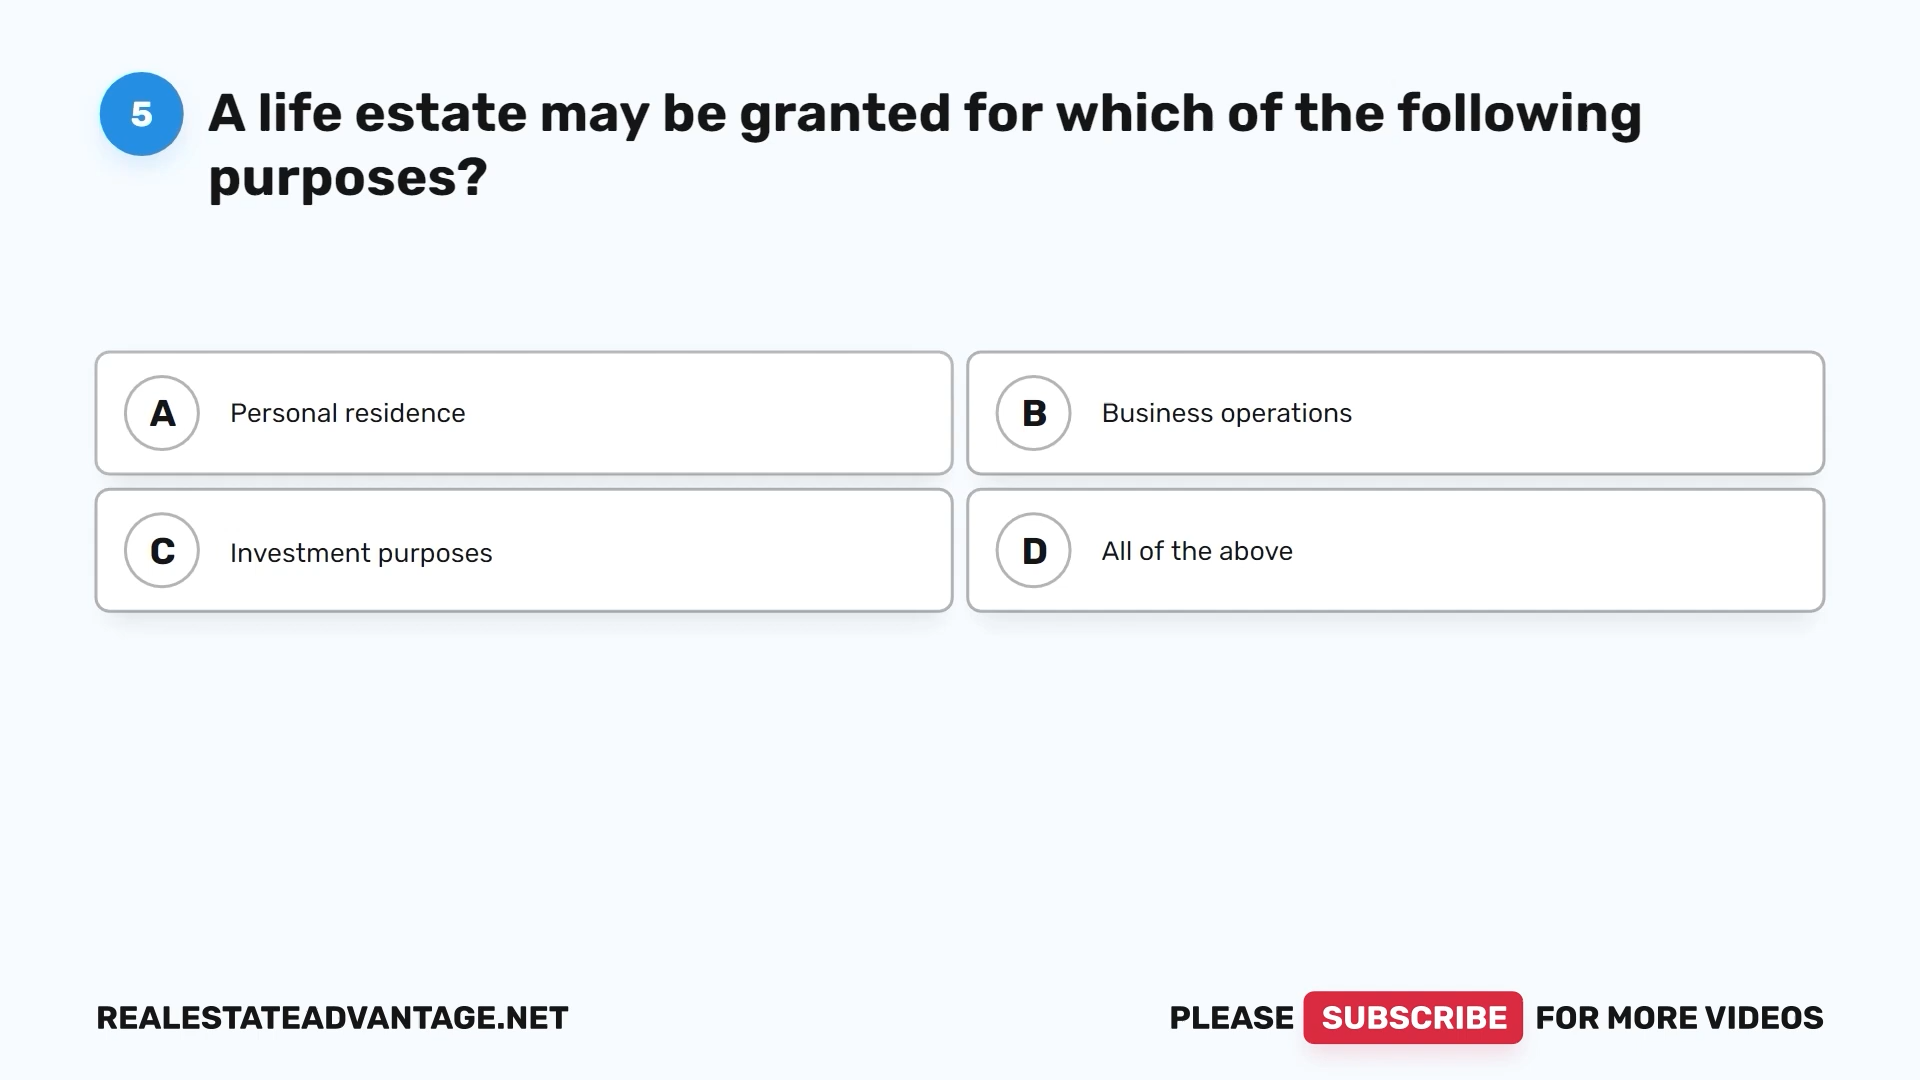 5
A life estate may be granted for which of the following
purposes?
A Personal residence
B Business operations
C Investment purposes
D All of the above
REALESTATEADVANTAGE.NET
PLEASE SUBSCRIBE FOR MORE VIDEOS